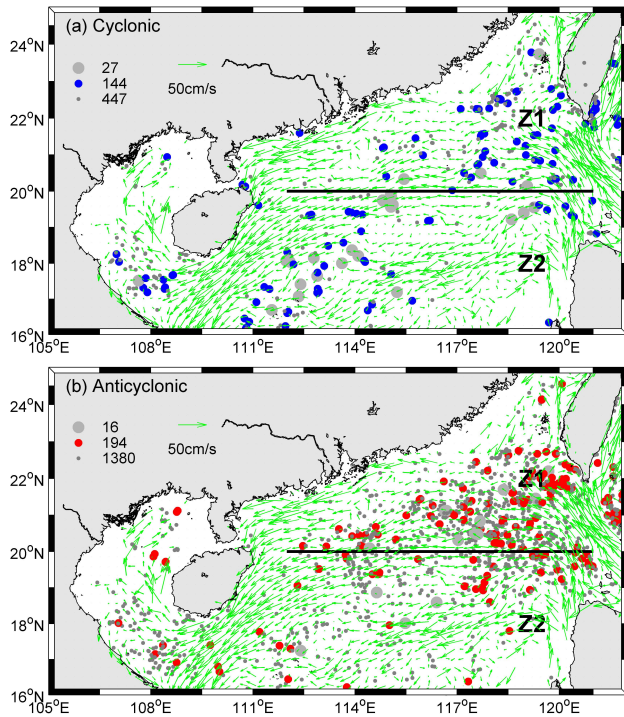 (a) Cyclonic
24°N
27
144
50cm/s
447
22°N
Z1
20°N
18°N
Z2
16°N
105°E 108°E 111°E 114°E 117°E 120°E
(b) Anticyclonic
24°N
16
194
50cm/s
1380
22°N
Z1
20°N
18°N
Z2
16°N
105°E 108°E 111°E 114°E 117°E 120°E